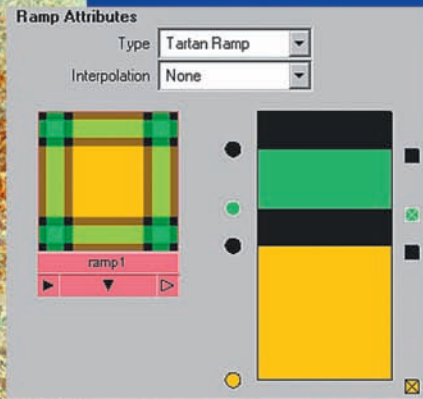 Ramp Attributes
Type Tartan Ramp
Interpolation None
ramp1